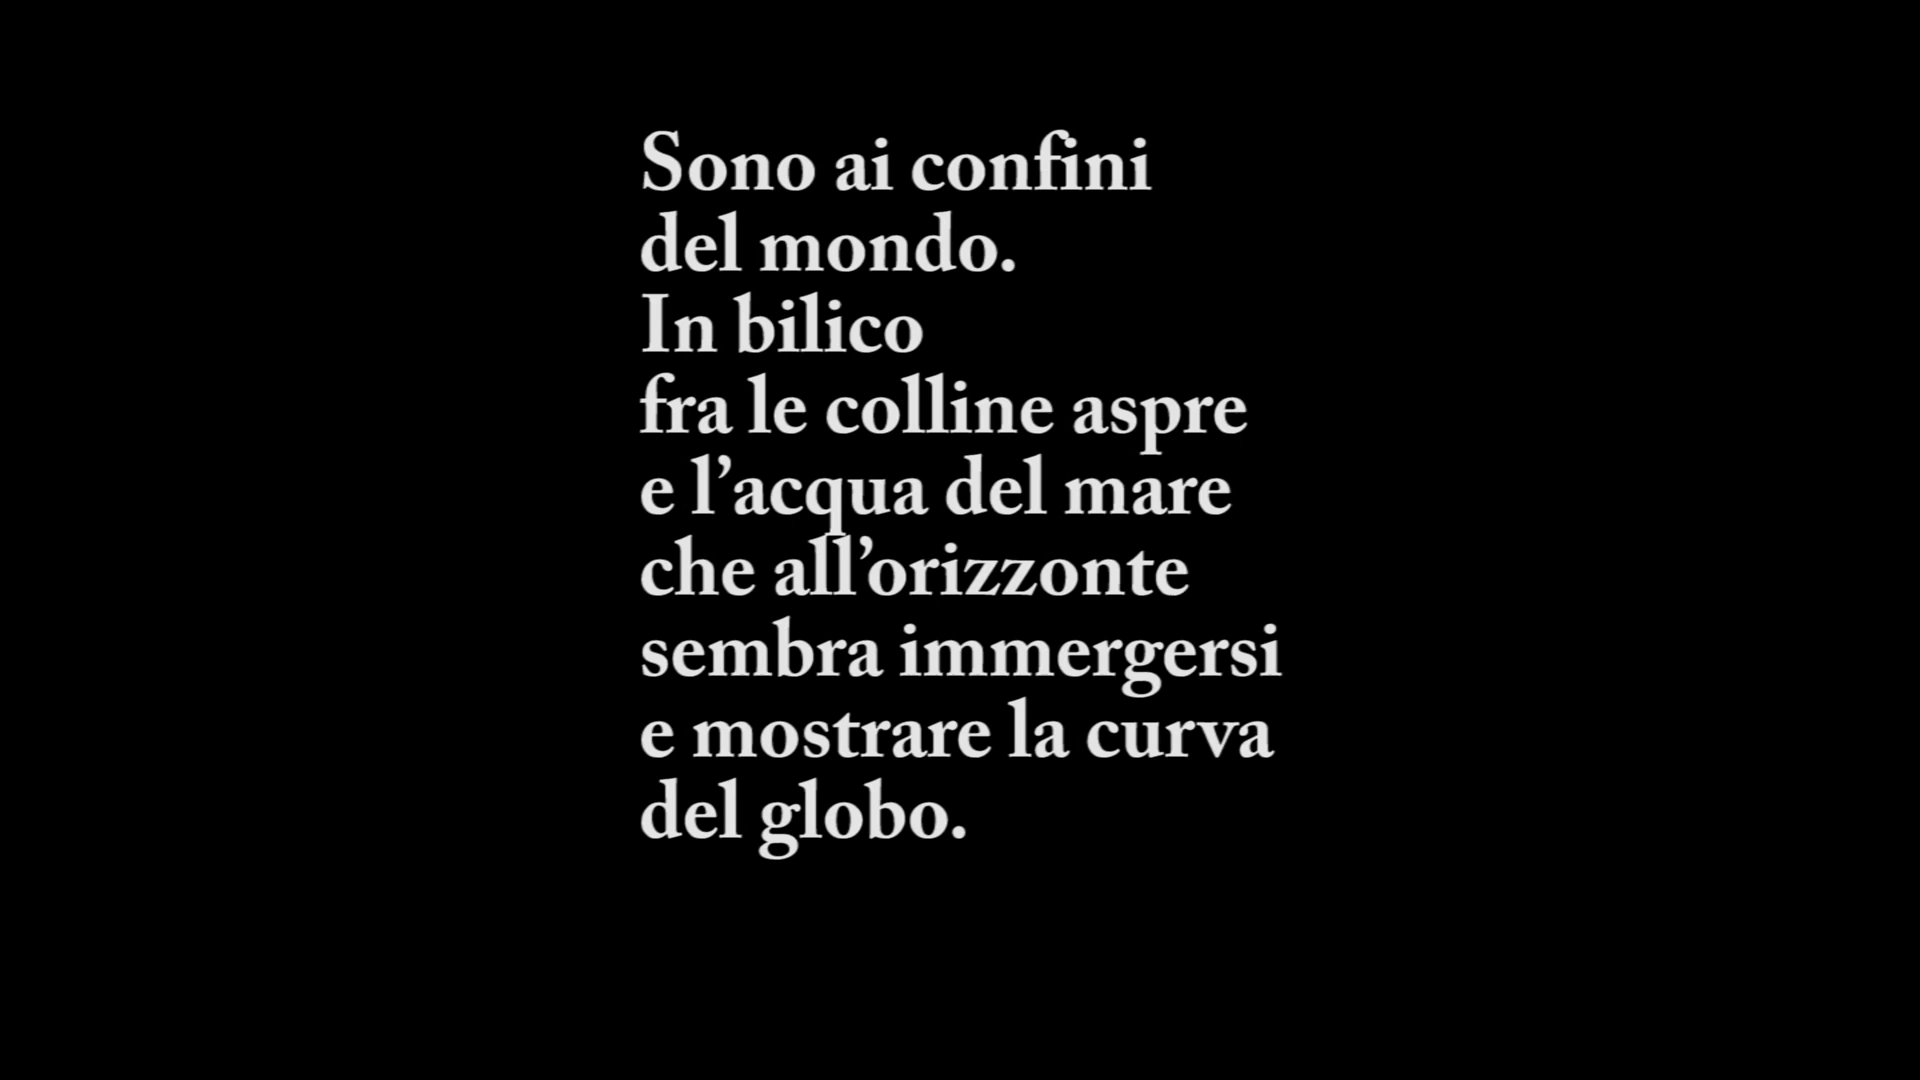 Sono ai confini
del mondo.
In bilico
fra le colline aspre
e l’acqua del mare
che all’orizzonte
sembra immergersi
e mostrare la curva
del globo.